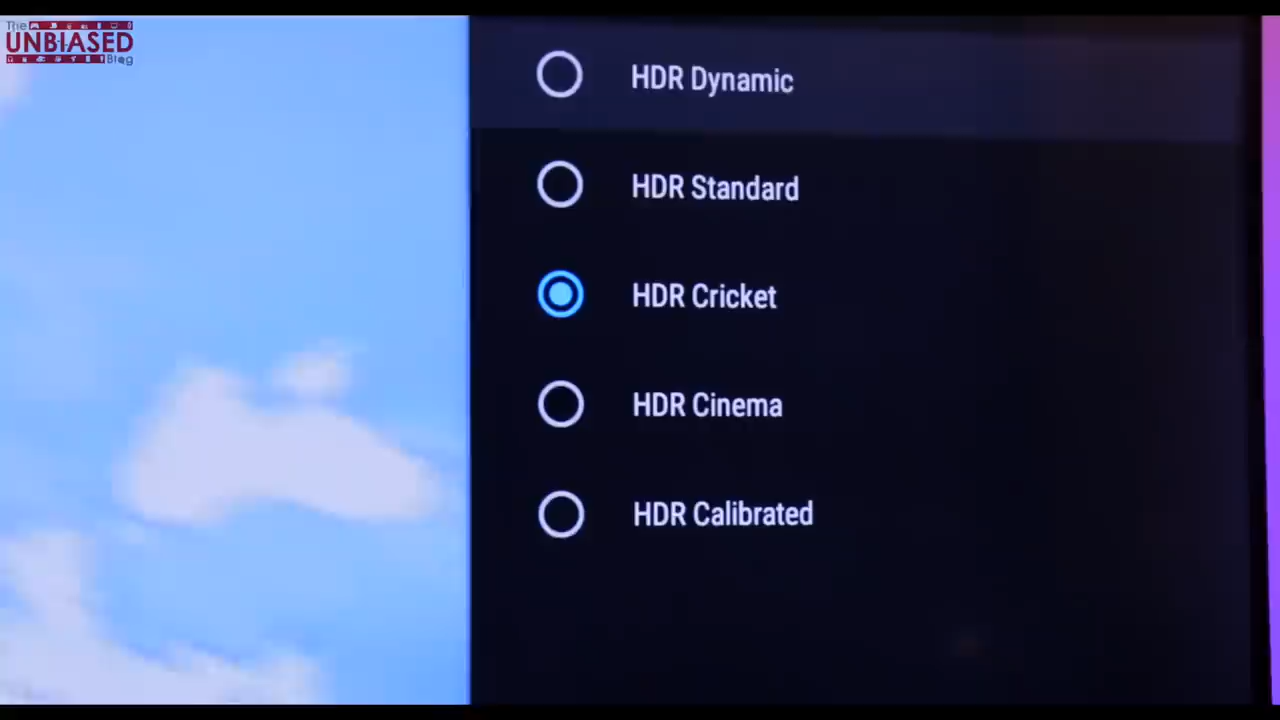 The
UNBIASED
Blog
HDR Dynamic
HDR Standard
HDR Cricket
HDR Cinema
HDR Calibrated